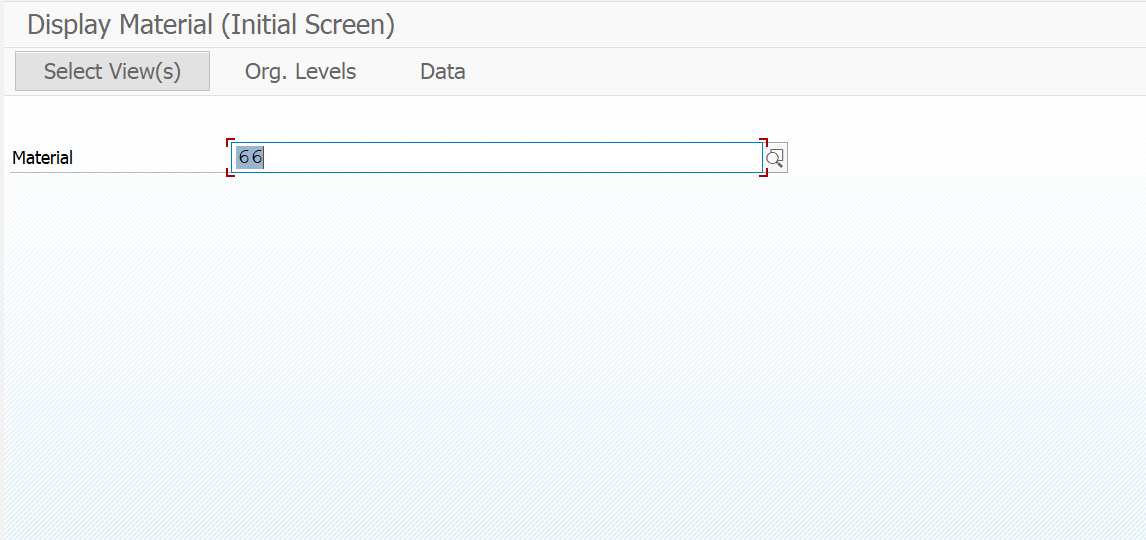 Display Material (Initial Screen)
Select View(s) Org. Levels Data
Material 66